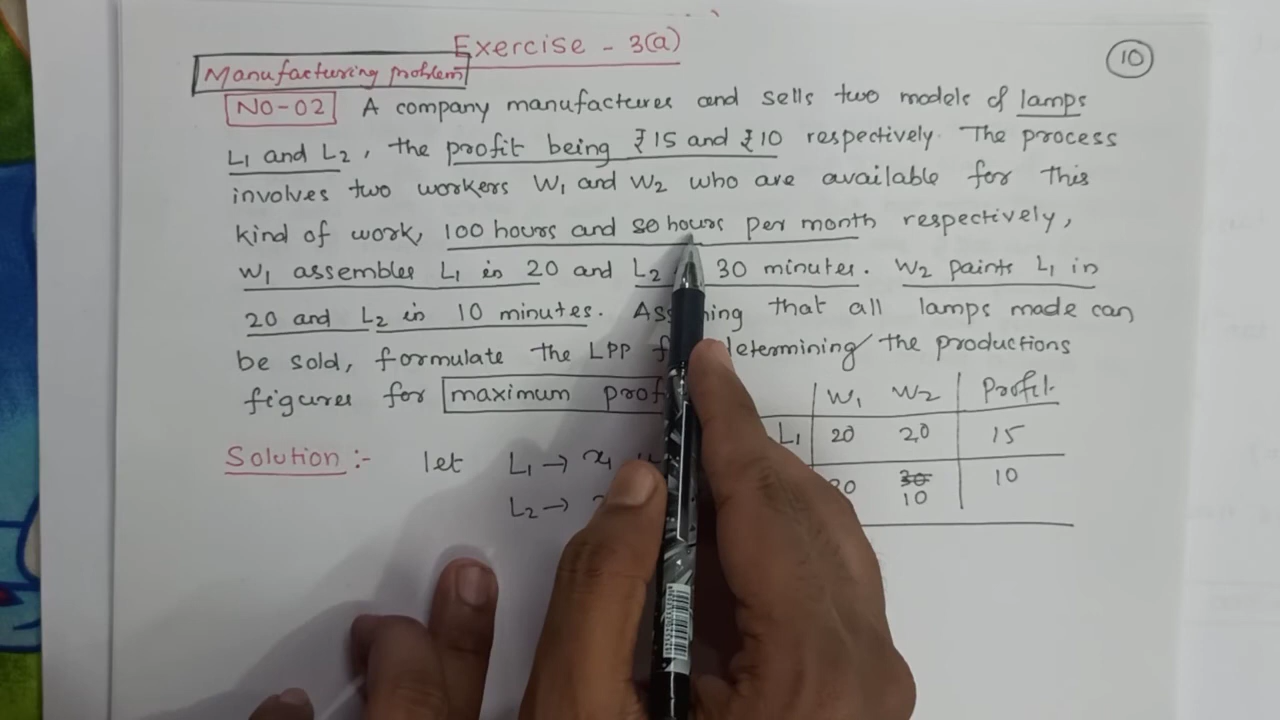 Exercise - 3(a)
10
Manufacturing problem
NO-02 A company manufactures and sells two models of lamps
L1 and L2, the profit being ₹15 and ₹10 respectively. The process
involves two workers W1 and W2 who are available for this
kind of work, 100 hours and 80 hours per month respectively,
W1 assembles L1 in 20 and L2 30 minutes. W2 paints L1 in
20 and L2 in 10 minutes. that all lamps made can
be sold, formulate the LPP determining the productions
figures for maximum
W1 W2 Profit
L1 20 20 15
10 10
Solution :- let L1 → x1
L2 →